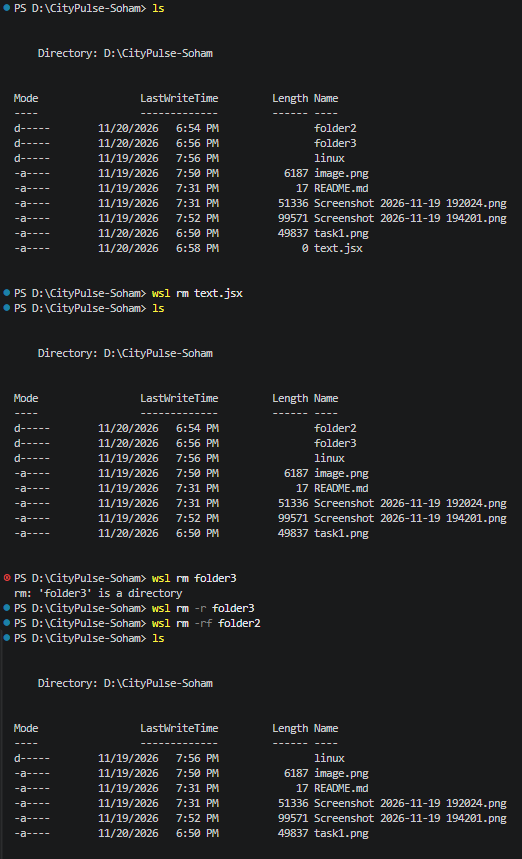 PS D:\CityPulse-Soham> ls
Directory: D:\CityPulse-Soham
Mode                 LastWriteTime         Length Name
----                 -------------         ------ ----
d-----        11/20/2026   6:54 PM                folder2
d-----        11/20/2026   6:56 PM                folder3
d-----        11/19/2026   7:56 PM                linux
-a----        11/19/2026   7:50 PM           6187 image.png
-a----        11/19/2026   7:31 PM             17 README.md
-a----        11/19/2026   7:31 PM          51336 Screenshot 2026-11-19 192024.png
-a----        11/19/2026   7:52 PM          99571 Screenshot 2026-11-19 194201.png
-a----        11/20/2026   6:50 PM          49837 task1.png
-a----        11/20/2026   6:58 PM              0 text.jsx
PS D:\CityPulse-Soham> wsl rm text.jsx
PS D:\CityPulse-Soham> ls
Directory: D:\CityPulse-Soham
Mode                 LastWriteTime         Length Name
----                 -------------         ------ ----
d-----        11/20/2026   6:54 PM                folder2
d-----        11/20/2026   6:56 PM                folder3
d-----        11/19/2026   7:56 PM                linux
-a----        11/19/2026   7:50 PM           6187 image.png
-a----        11/19/2026   7:31 PM             17 README.md
-a----        11/19/2026   7:31 PM          51336 Screenshot 2026-11-19 192024.png
-a----        11/19/2026   7:52 PM          99571 Screenshot 2026-11-19 194201.png
-a----        11/20/2026   6:50 PM          49837 task1.png
PS D:\CityPulse-Soham> wsl rm folder3
rm: 'folder3' is a directory
PS D:\CityPulse-Soham> wsl rm -r folder3
PS D:\CityPulse-Soham> wsl rm -rf folder2
PS D:\CityPulse-Soham> ls
Directory: D:\CityPulse-Soham
Mode                 LastWriteTime         Length Name
----                 -------------         ------ ----
d-----        11/19/2026   7:56 PM                linux
-a----        11/19/2026   7:50 PM           6187 image.png
-a----        11/19/2026   7:31 PM             17 README.md
-a----        11/19/2026   7:31 PM          51336 Screenshot 2026-11-19 192024.png
-a----        11/19/2026   7:52 PM          99571 Screenshot 2026-11-19 194201.png
-a----        11/20/2026   6:50 PM          49837 task1.png